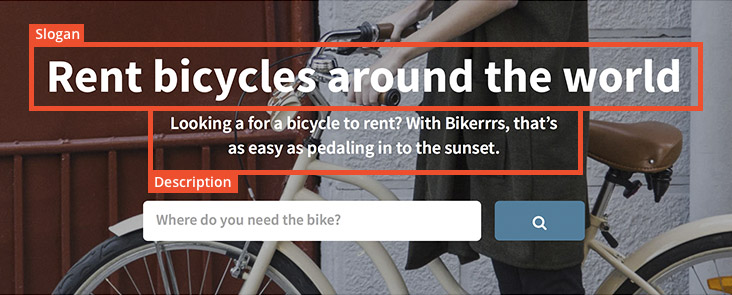 Slogan
Rent bicycles around the world
Looking a for a bicycle to rent? With Bikerrrs, that’s
as easy as pedaling in to the sunset.
Description
Where do you need the bike?